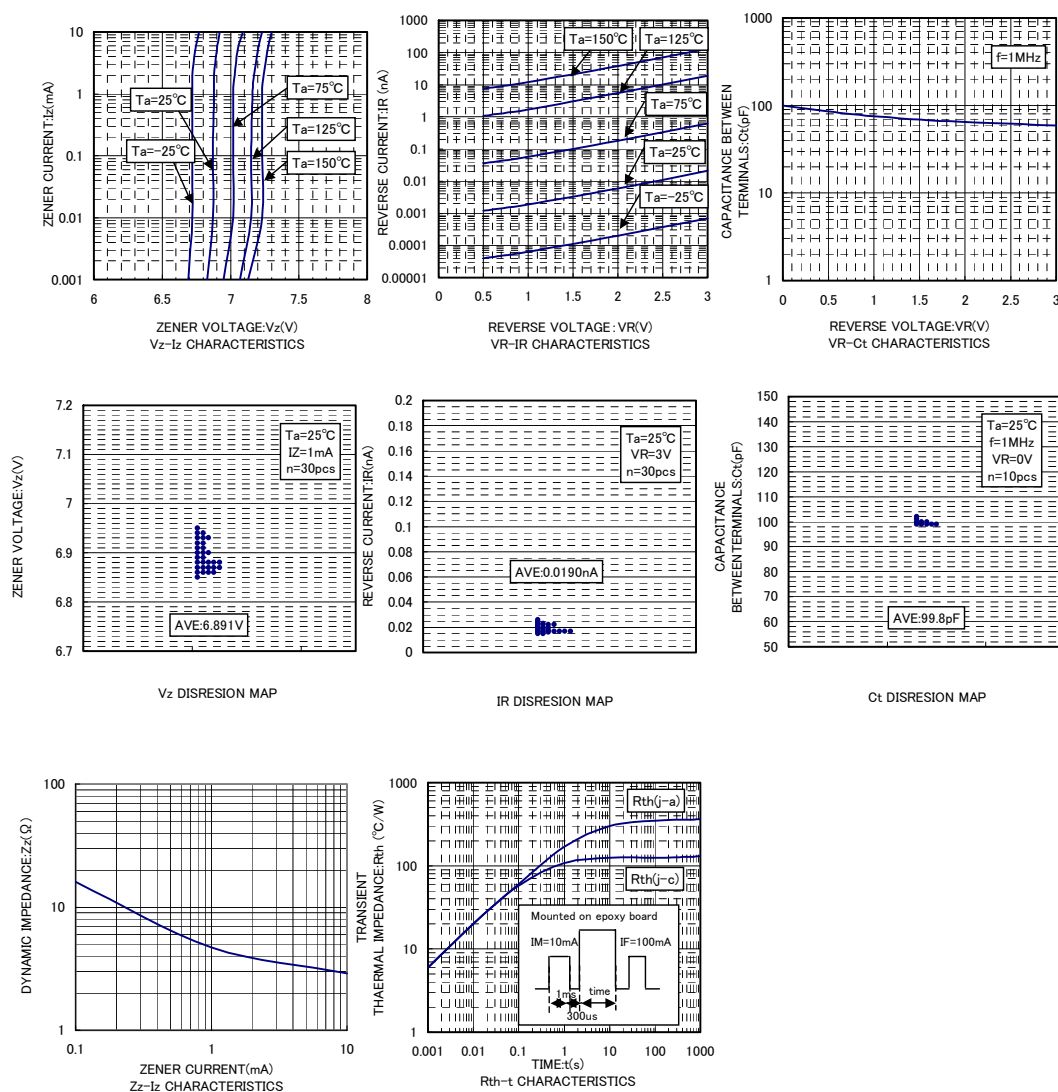 ZENER CURRENT:Iz(mA)
10
1
0.1
0.01
0.001
6
6.5
7
7.5
8
Ta=25℃
Ta=−25℃
Ta=75℃
Ta=125℃
Ta=150℃
ZENER VOLTAGE:Vz(V)
Vz-Iz CHARACTERISTICS
REVERSE CURRENT:IR (nA)
1000
100
10
1
0.1
0.01
0.001
0.0001
0.00001
0
0.5
1
1.5
2
2.5
3
Ta=150℃
Ta=125℃
Ta=75℃
Ta=25℃
Ta=−25℃
REVERSE VOLTAGE：VR(V)
VR-IR CHARACTERISTICS
CAPACITANCE BETWEEN
TERMINALS:Ct(pF)
1000
100
10
1
0
0.5
1
1.5
2
2.5
3
f=1MHz
REVERSE VOLTAGE:VR(V)
VR-Ct CHARACTERISTICS
ZENER VOLTAGE:Vz(V)
7.2
7.1
7
6.9
6.8
6.7
Ta=25℃
IZ=1mA
n=30pcs
AVE:6.891V
Vz DISRESION MAP
REVERSE CURRENT:IR(nA)
0.2
0.18
0.16
0.14
0.12
0.1
0.08
0.06
0.04
0.02
0
Ta=25℃
VR=3V
n=30pcs
AVE:0.0190nA
IR DISRESION MAP
CAPACITANCE
BETWEENTERMINALS:Ct(pF)
150
140
130
120
110
100
90
80
70
60
50
Ta=25℃
f=1MHz
VR=0V
n=10pcs
AVE:99.8pF
Ct DISRESION MAP
DYNAMIC IMPEDANCE:Zz(Ω)
100
10
1
0.1
1
10
ZENER CURRENT(mA)
Zz-Iz CHARACTERISTICS
TRANSIENT
THAERMAL IMPEDANCE:Rth (℃/W)
1000
100
10
1
0.001
0.01
0.1
1
10
100
1000
Rth(j-a)
Rth(j-c)
Mounted on epoxy board
IM=10mA
IF=100mA
1ms
time
300us
TIME:t(s)
Rth-t CHARACTERISTICS